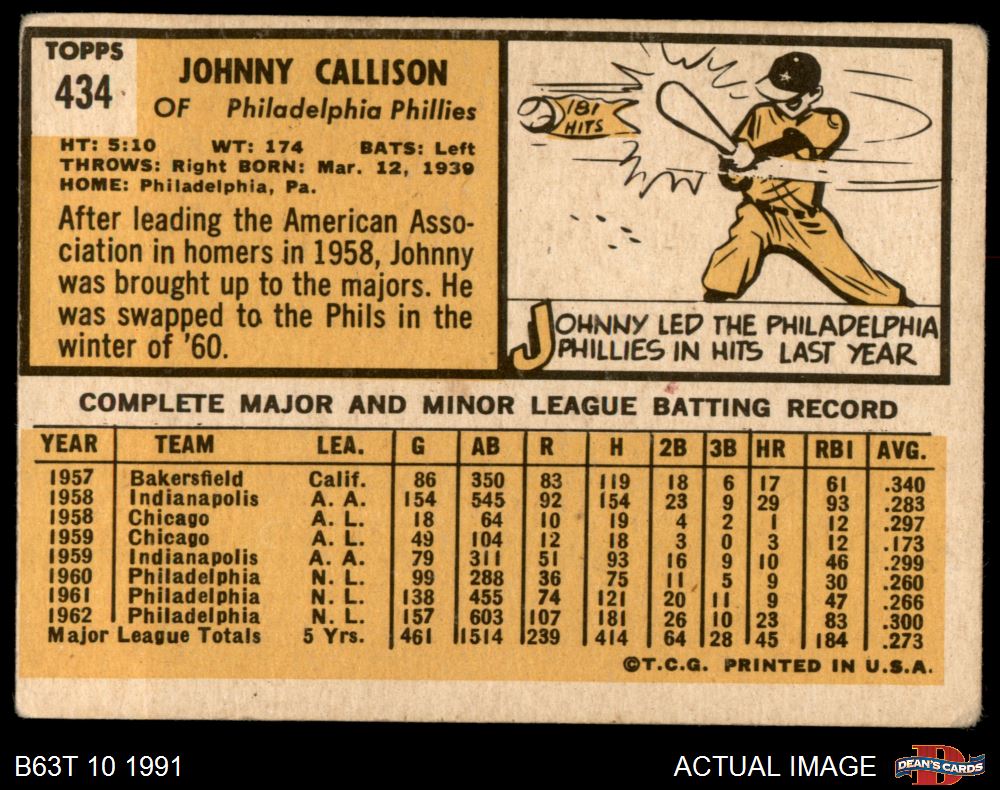 TOPPS
434
JOHNNY CALLISON
OF Philadelphia Phillies
HT: 5:10 WT: 174 BATS: Left
THROWS: Right BORN: Mar. 12, 1939
HOME: Philadelphia, Pa.
After leading the American Asso-
ciation in homers in 1958, Johnny
was brought up to the majors. He
was swapped to the Phils in the
winter of '60.
181
HITS
JOHNNY LED THE PHILADELPHIA
PHILLIES IN HITS LAST YEAR
COMPLETE MAJOR AND MINOR LEAGUE BATTING RECORD
YEAR TEAM LEA. G AB R H 2B 3B HR RBI AVG.
1957 Bakersfield Calif. 86 350 83 119 18 6 17 61 .340
1958 Indianapolis A. A. 154 545 92 154 23 9 29 93 .283
1958 Chicago A. L. 18 64 10 19 4 2 1 12 .297
1959 Chicago A. L. 49 104 12 18 3 0 3 12 .173
1959 Indianapolis A. A. 79 311 51 93 16 9 10 46 .299
1960 Philadelphia N. L. 99 288 36 75 11 5 9 30 .260
1961 Philadelphia N. L. 138 455 74 121 20 11 9 47 .266
1962 Philadelphia N. L. 157 603 107 181 26 10 23 83 .300
Major League Totals 5 Yrs. 461 1514 239 414 64 28 45 184 .273
©T.C.G. PRINTED IN U.S.A.
B63T 10 1991
ACTUAL IMAGE
D
DEAN'S CARDS